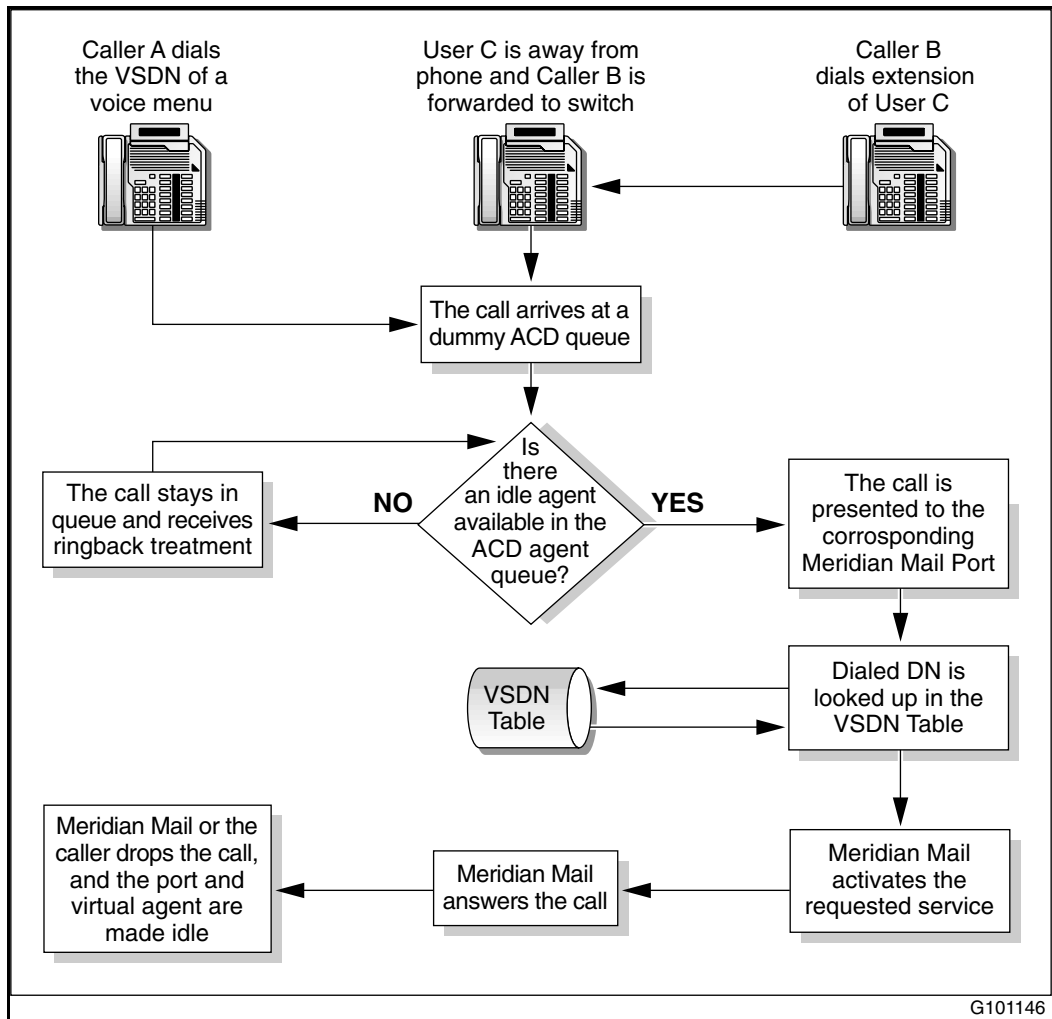 Caller A dials
the VSDN of a
voice menu
User C is away from
phone and Caller B is
forwarded to switch
Caller B
dials extension
of User C
The call arrives at a
dummy ACD queue
Is
there
an idle agent
available in the
ACD agent
queue?
NO
YES
The call stays in
queue and receives
ringback treatment
The call is
presented to the
corrosponding
Meridian Mail Port
Dialed DN is
looked up in the
VSDN Table
VSDN
Table
Meridian Mail
activates the
requested service
Meridian Mail
answers the call
Meridian Mail or the
caller drops the call,
and the port and
virtual agent are
made idle
G101146